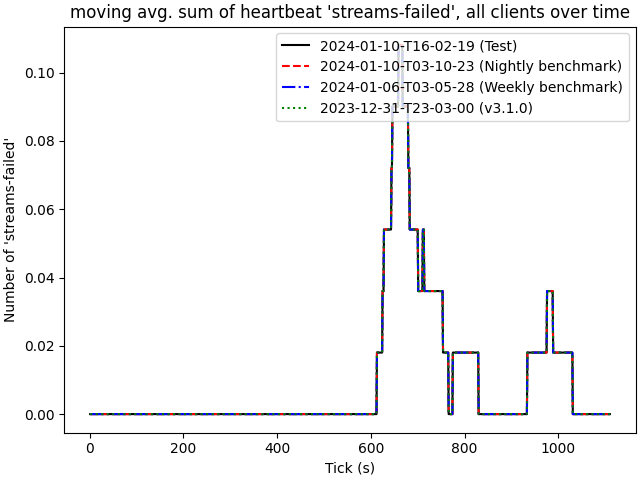 moving avg. sum of heartbeat 'streams-failed', all clients over time
2024-01-10-T16-02-19 (Test)
2024-01-10-T03-10-23 (Nightly benchmark)
2024-01-06-T03-05-28 (Weekly benchmark)
2023-12-31-T23-03-00 (v3.1.0)
Number of 'streams-failed'
0.10
0.08
0.06
0.04
0.02
0.00
0 200 400 600 800 1000
Tick (s)